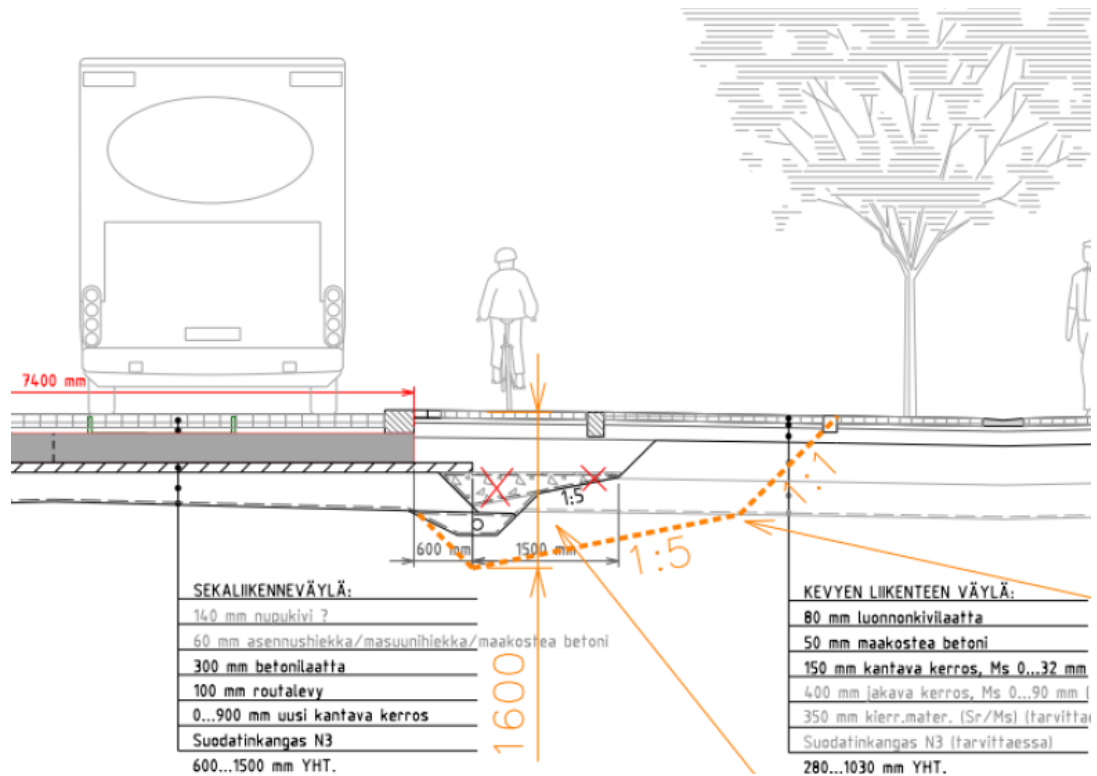 7400 mm
1:5
1:1
600 mm
1500 mm
1:5
1600
SEKALIIKENNEVÄYLÄ:
140 mm nupukivi ?
60 mm asennushiekka/masuunihiekka/maakostea betoni
300 mm betonilaatta
100 mm routalevy
0...900 mm uusi kantava kerros
Suodatinkangas N3
600...1500 mm YHT.
KEVYEN LIIKENTEEN VÄYLÄ:
80 mm luonnonkivilaatta
50 mm maakostea betoni
150 mm kantava kerros, Ms 0...32 mm
400 mm jakava kerros, Ms 0...90 mm (
350 mm kierr.mater. (Sr/Ms) (tarvittae
Suodatinkangas N3 (tarvittaessa)
280...1030 mm YHT.